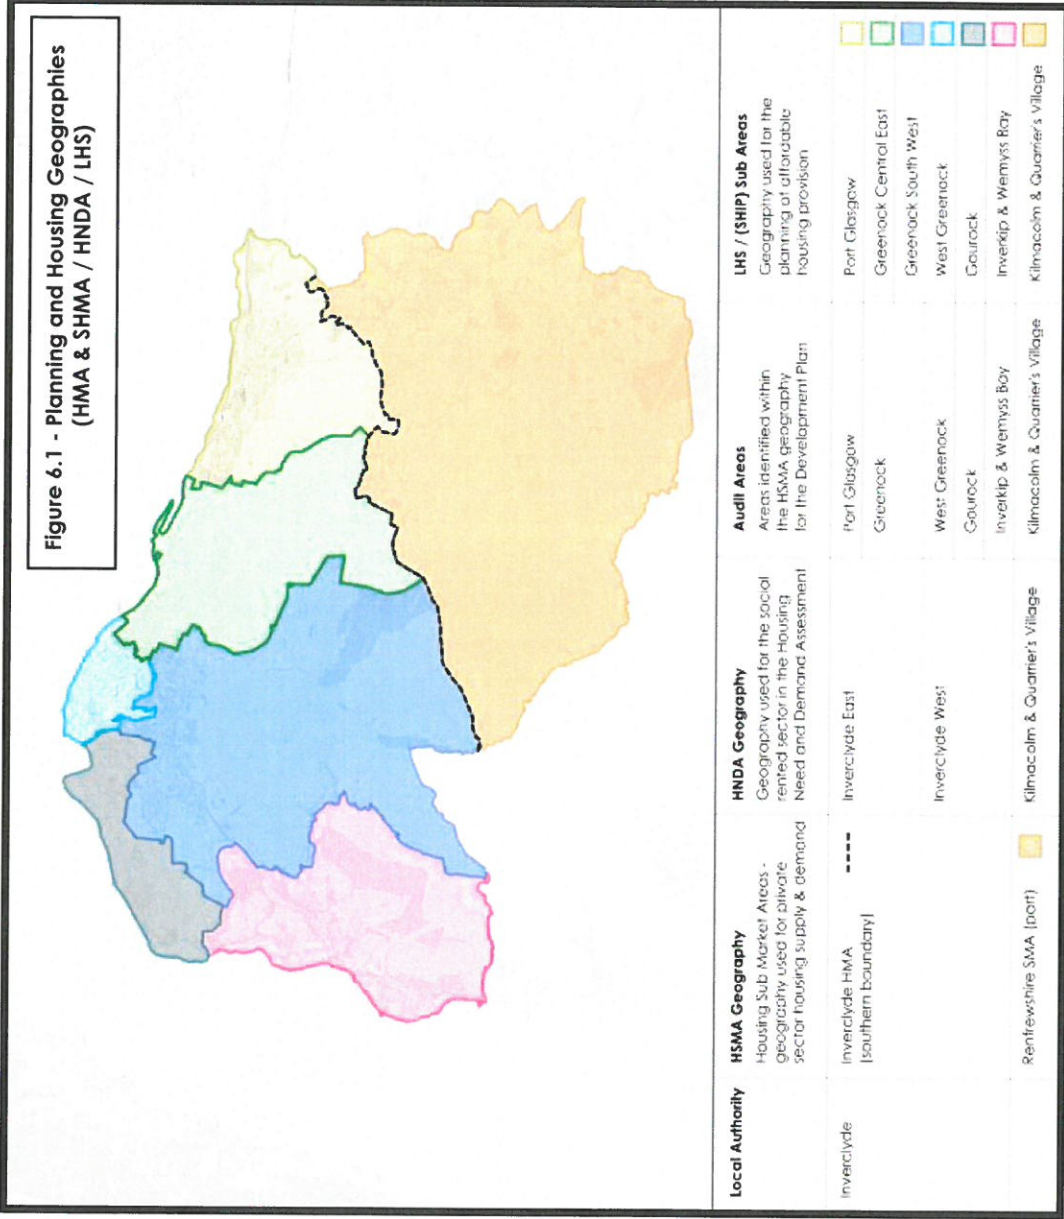 Figure 6.1 - Planning and Housing Geographies
(HMA & SHMA / HNDA / LHS)
Local Authority
HSMA Geography
Housing Sub Market Areas -
geography used for private
sector housing supply & demand
HNDA Geography
Geography used for the social
rented sector in the Housing
Need and Demand Assessment
Audit Areas
Areas identified within
the HSMA geography
for the Development Plan
LHS / (SHIP) Sub Areas
Geography used for the
planning of affordable
housing provision
Inverclyde
Inverclyde HMA
(southern boundary)
Inverclyde East
Port Glasgow
Port Glasgow
Greenock
Greenock Central East
Greenock South West
Inverclyde West
West Greenock
West Greenock
Gourock
Gourock
Inverkip & Wemyss Bay
Inverkip & Wemyss Bay
Renfrewshire SMA (part)
Kilmacolm & Quarrier's Village
Kilmacolm & Quarrier's Village
Kilmacolm & Quarrier's Village